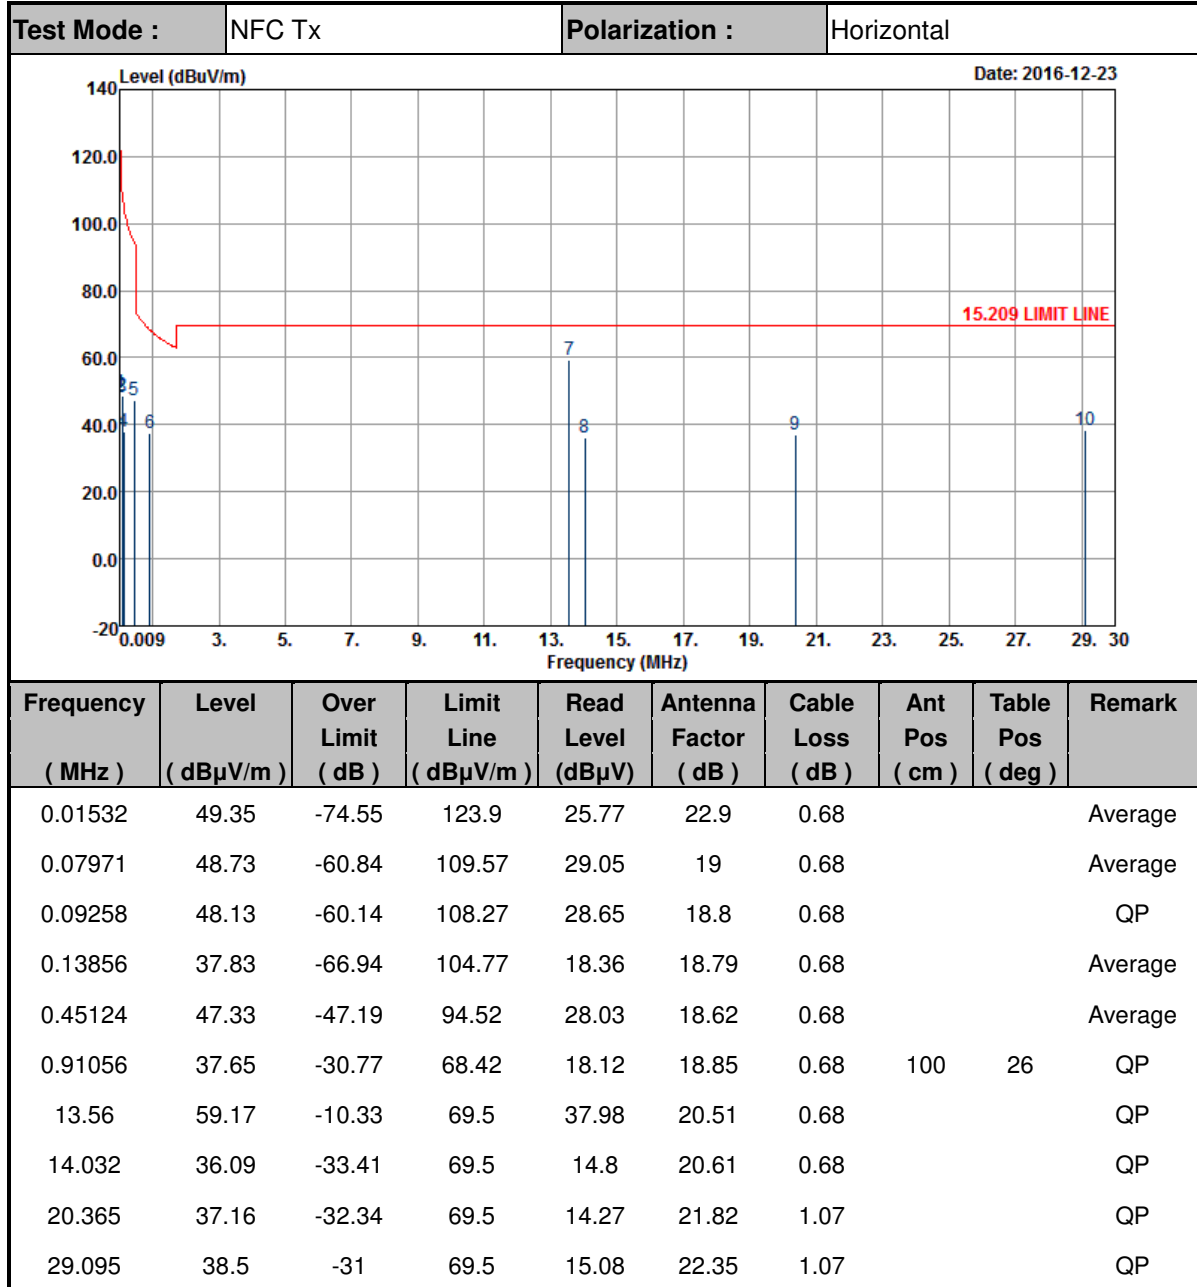 Test Mode : NFC Tx Polarization : Horizontal
Level (dBuV/m) Date: 2016-12-23
140
120.0
100.0
80.0
15.209 LIMIT LINE
60.0
7
5
40.0 4 6 8 9 10
20.0
0.0
-20
0.009 3. 5. 7. 9. 11. 13. 15. 17. 19. 21. 23. 25. 27. 29. 30
Frequency (MHz)
Frequency Level Over Limit Read Antenna Cable Ant Table Remark
Limit Line Level Factor Loss Pos Pos
( MHz ) ( dBμV/m ) ( dB ) ( dBμV/m ) (dBμV) ( dB ) ( dB ) ( cm ) ( deg )
0.01532 49.35 -74.55 123.9 25.77 22.9 0.68 Average
0.07971 48.73 -60.84 109.57 29.05 19 0.68 Average
0.09258 48.13 -60.14 108.27 28.65 18.8 0.68 QP
0.13856 37.83 -66.94 104.77 18.36 18.79 0.68 Average
0.45124 47.33 -47.19 94.52 28.03 18.62 0.68 Average
0.91056 37.65 -30.77 68.42 18.12 18.85 0.68 100 26 QP
13.56 59.17 -10.33 69.5 37.98 20.51 0.68 QP
14.032 36.09 -33.41 69.5 14.8 20.61 0.68 QP
20.365 37.16 -32.34 69.5 14.27 21.82 1.07 QP
29.095 38.5 -31 69.5 15.08 22.35 1.07 QP